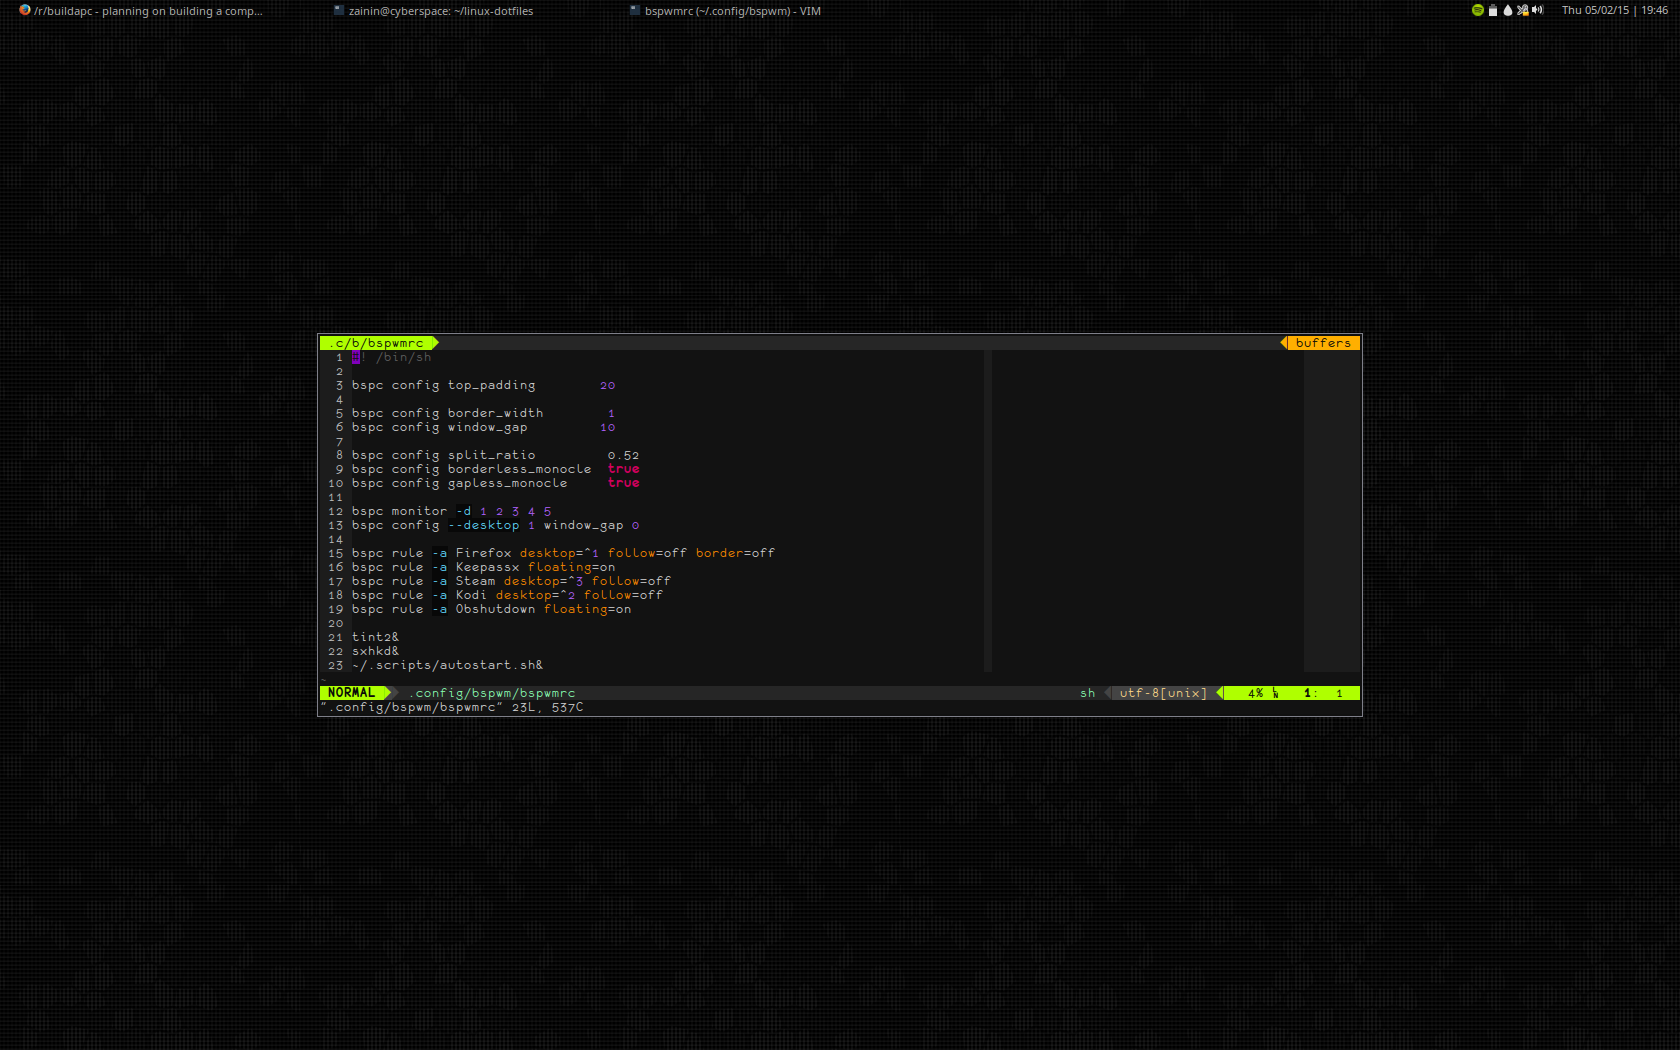 /r/buildapc - planning on building a comp...
zainin@cyberspace: ~/linux-dotfiles
bspwmrc (~/.config/bspwm) - VIM
Thu 05/02/15 | 19:46
.c/b/bspwmrc
buffers
1 #! /bin/sh
2
3 bspc config top_padding 20
4
5 bspc config border_width 1
6 bspc config window_gap 10
7
8 bspc config split_ratio 0.52
9 bspc config borderless_monocle true
10 bspc config gapless_monocle true
11
12 bspc monitor -d 1 2 3 4 5
13 bspc config --desktop 1 window_gap 0
14
15 bspc rule -a Firefox desktop=^1 follow=off border=off
16 bspc rule -a Keepassx floating=on
17 bspc rule -a Steam desktop=^3 follow=off
18 bspc rule -a Kodi desktop=^2 follow=off
19 bspc rule -a Obshutdown floating=on
20
21 tint2&
22 sxhkd&
23 ~/.scripts/autostart.sh&
~
NORMAL .config/bspwm/bspwmrc sh utf-8[unix] 4% LN 1: 1
".config/bspwm/bspwmrc" 23L, 537C